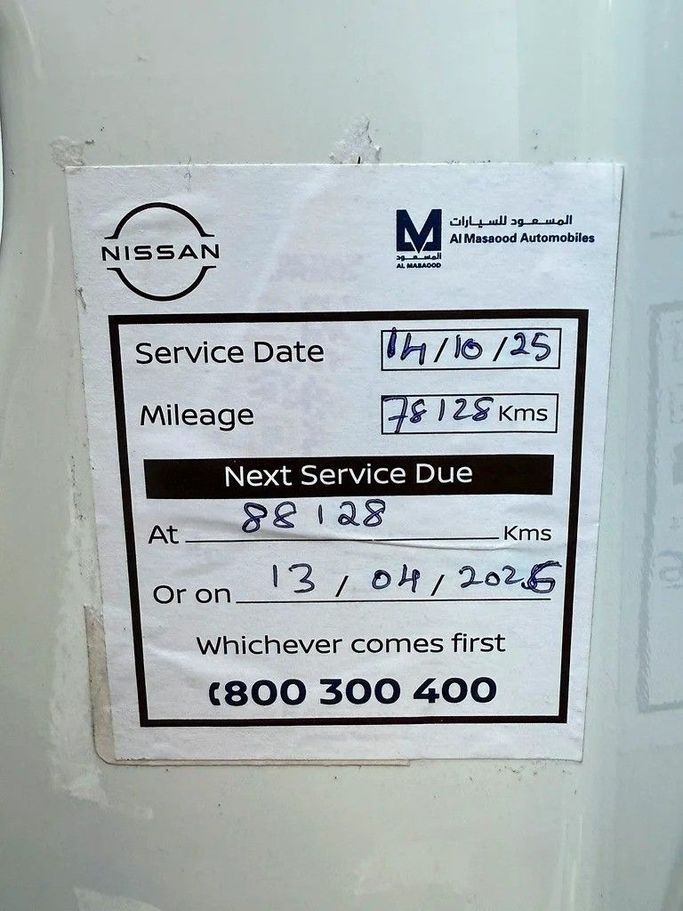 NISSAN
المسعود للسيارات
Al Masaood Automobiles
المسعود
AL MASAOOD
Service Date 14/10/25
Mileage 78128 Kms
Next Service Due
At 88128 Kms
Or on 13/04/2026
Whichever comes first
800 300 400